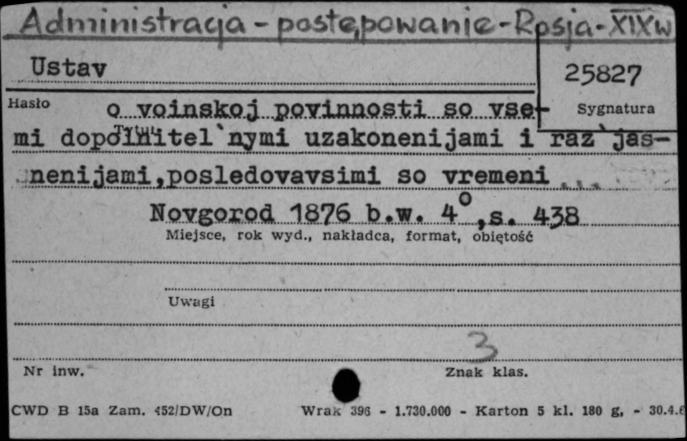 Administracja - postępowanie - Rosja - XIXw
Ustav
25827
Hasło
Sygnatura
o voinskoj povinnosti so vse-
mi dopolnitel`nymi uzakonenijami i raz`jas-
nenijami,posledovavsimi so vremeni ...
Novgorod 1876 b.w. 4°,s. 438
Miejsce, rok wyd., nakładca, format, obiętość
Uwagi
3
Nr inw.
Znak klas.
CWD B 15a Zam. 452/DW/On Wrak 396 - 1.730.000 - Karton 5 kl. 180 g, - 30.4.6